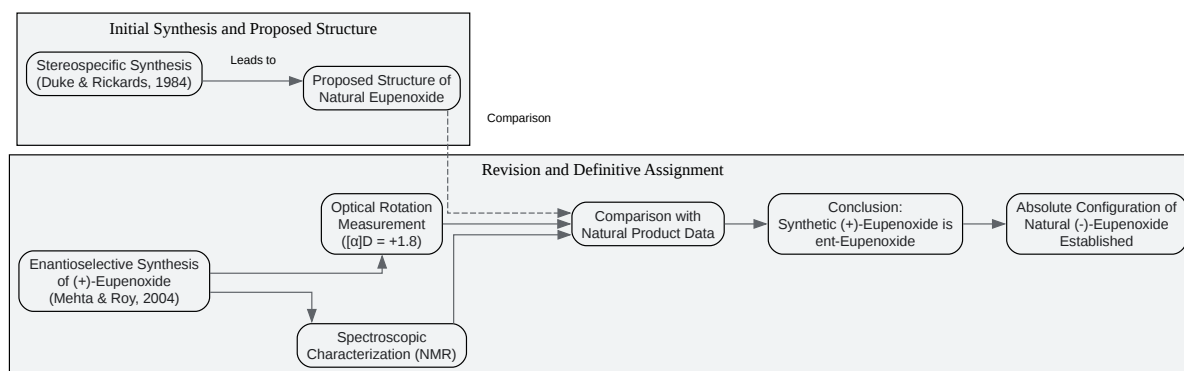 Initial Synthesis and Proposed Structure
Stereospecific Synthesis
(Duke & Rickards, 1984)
Leads to
Proposed Structure of
Natural Eupenoxide
Comparison
Revision and Definitive Assignment
Enantioselective Synthesis
of (+)-Eupenoxide
(Mehta & Roy, 2004)
Optical Rotation
Measurement
([α]D = +1.8)
Spectroscopic
Characterization (NMR)
Comparison with
Natural Product Data
Conclusion:
Synthetic (+)-Eupenoxide is
ent-Eupenoxide
Absolute Configuration of
Natural (-)-Eupenoxide
Established